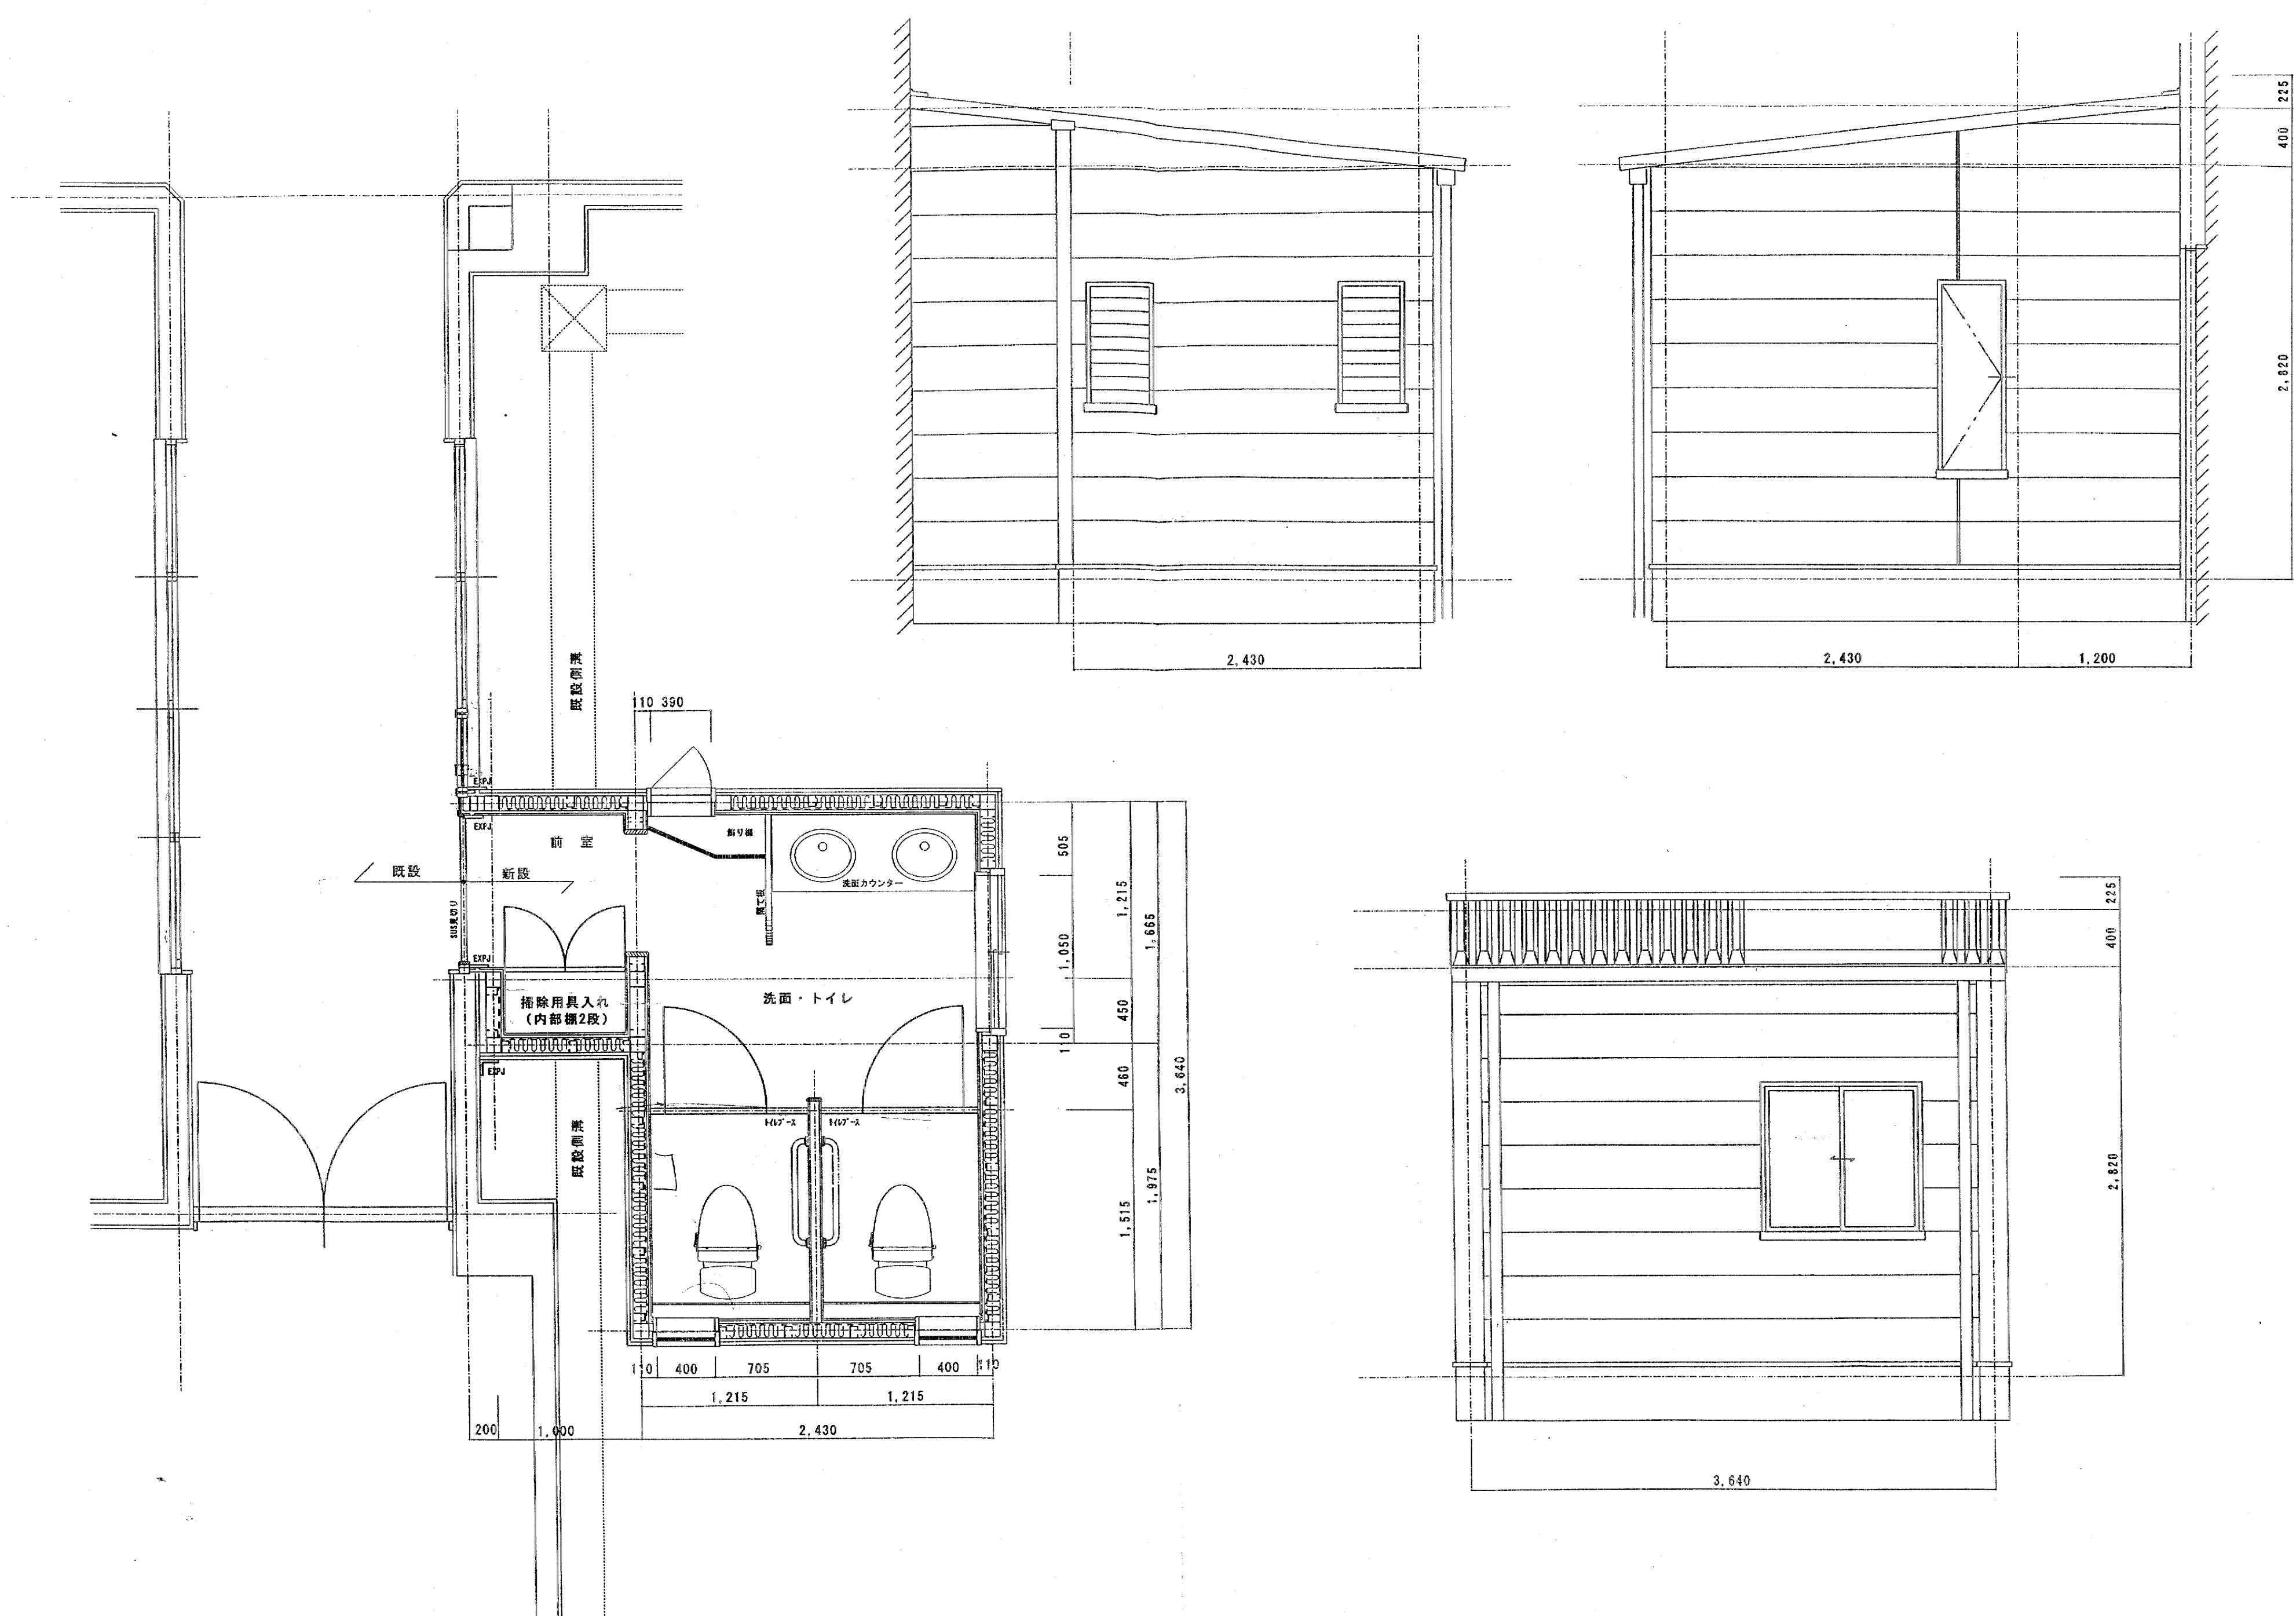 225
400
2,820
2,430
2,430
1,200
既設側溝
110 390
EXPJ
EXPJ
前 室
飾り棚
既設
新設
洗面カウンター
隔て板
SUS見切り
EXPJ
掃除用具入れ
(内部棚2段)
洗面・トイレ
EXPJ
既設側溝
トイレブース
トイレブース
505
1,050
110
1,215
450
460
1,515
1,665
1,975
3,640
110
400
705
705
400
110
1,215
1,215
200
1,000
2,430
225
400
2,820
3,640